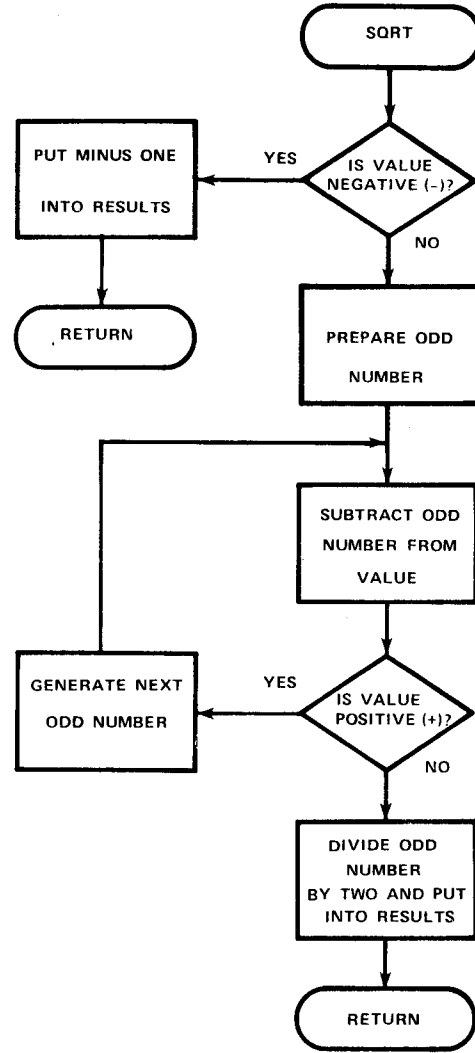 SQRT
IS VALUE
NEGATIVE (-)?
YES
NO
PUT MINUS ONE
INTO RESULTS
RETURN
PREPARE ODD
NUMBER
SUBTRACT ODD
NUMBER FROM
VALUE
IS VALUE
POSITIVE (+)?
YES
NO
GENERATE NEXT
ODD NUMBER
DIVIDE ODD
NUMBER
BY TWO AND PUT
INTO RESULTS
RETURN